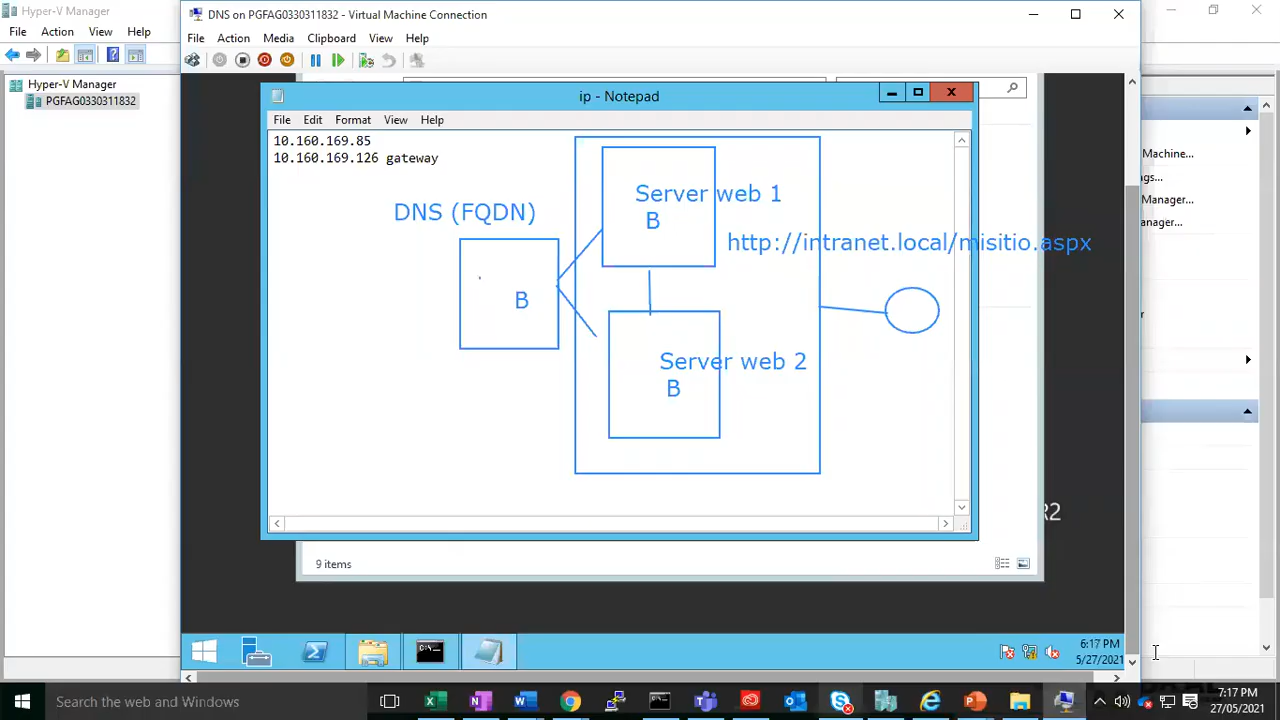 Hyper-V Manager
File Action View Help
Hyper-V Manager
PGFAG0330311832
DNS on PGFAG0330311832 - Virtual Machine Connection
File Action Media Clipboard View Help
ip - Notepad
File Edit Format View Help
10.160.169.85
10.160.169.126 gateway
Server web 1
B
DNS (FQDN)
http://intranet.local/misitio.aspx
B
Server web 2
B
Machine...
ags...
Manager...
anager...
R2
9 items
6:17 PM
5/27/2021
Search the web and Windows
7:17 PM
27/05/2021